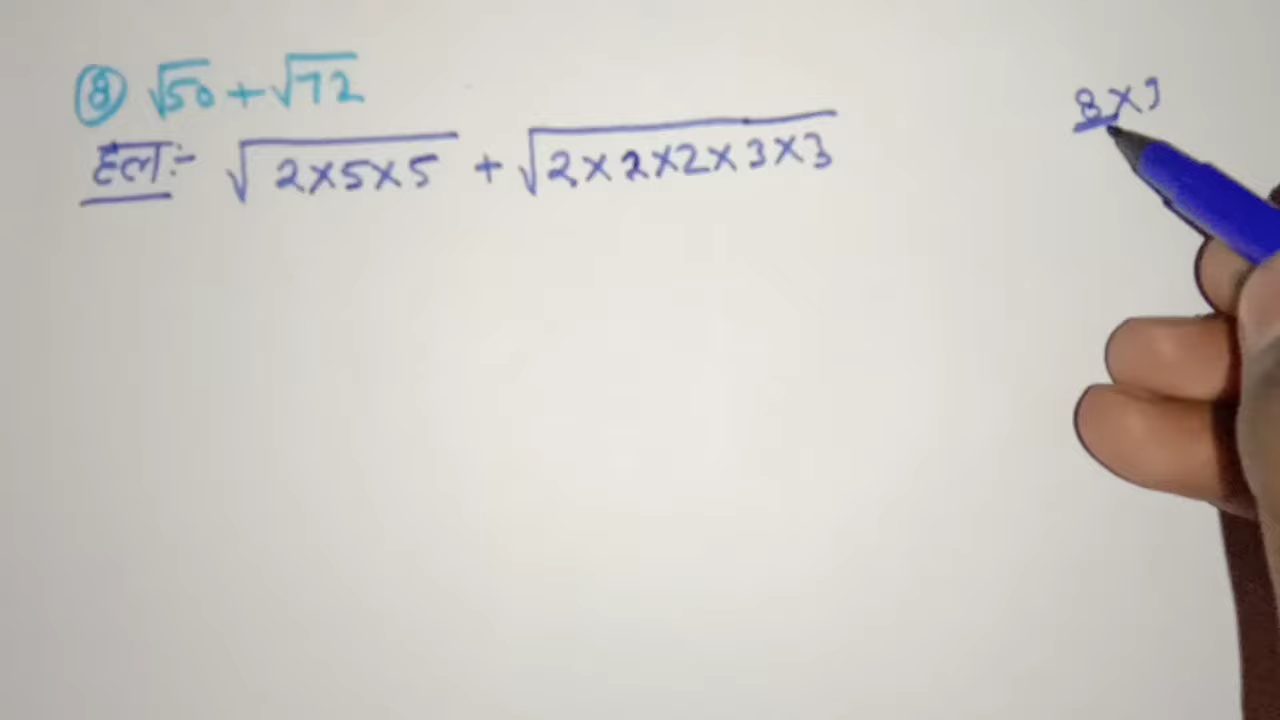 ⑧ √50 + √72
हल :- √2×5×5 + √2×2×2×3×3
8×